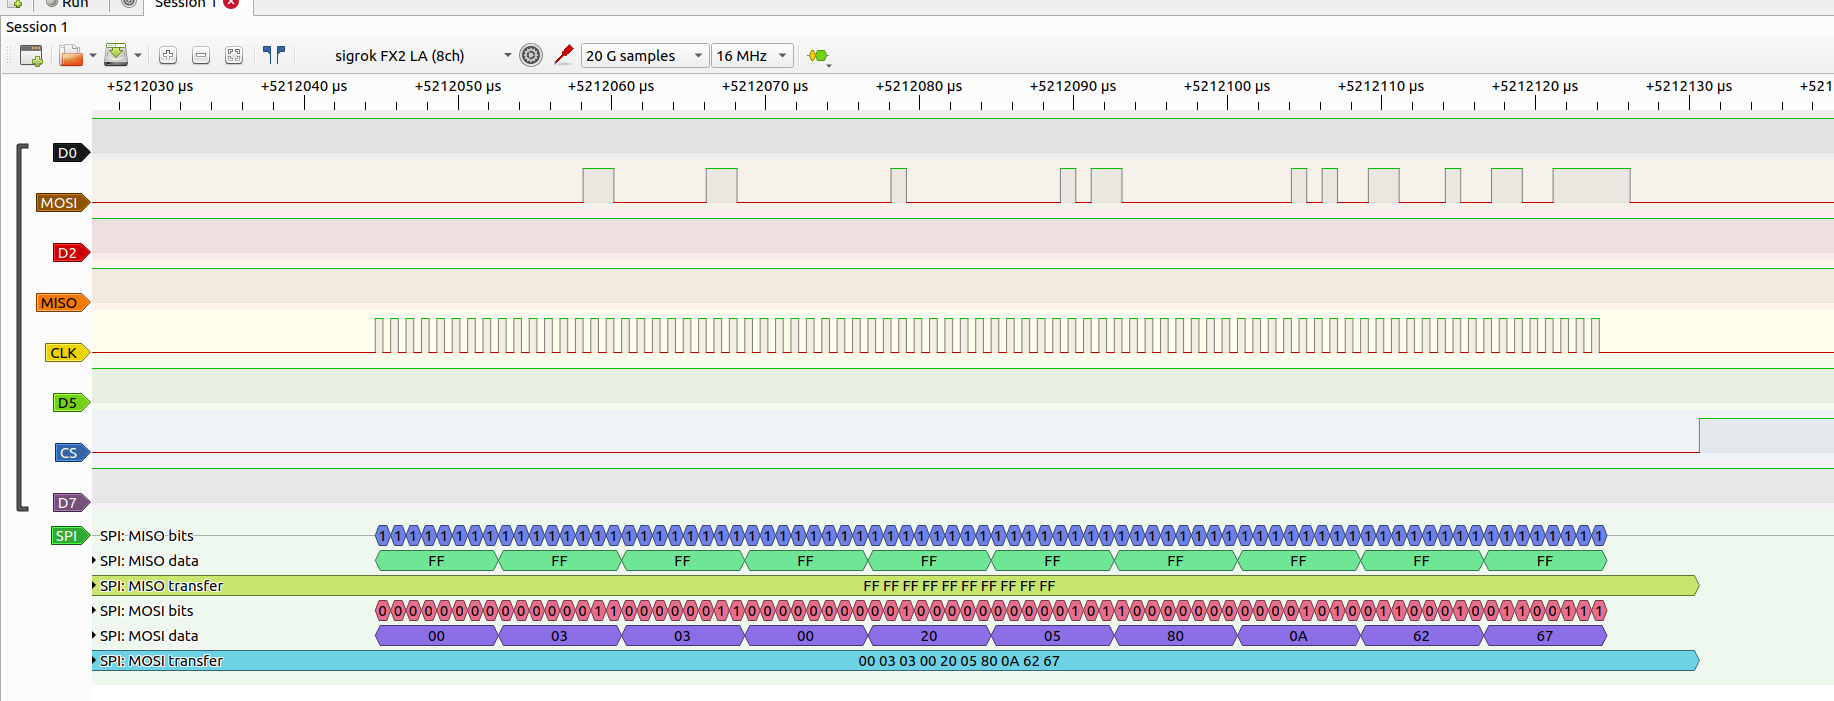 Run
Session 1
Session 1
sigrok FX2 LA (8ch) 20 G samples 16 MHz
+5212030 µs +5212040 µs +5212050 µs +5212060 µs +5212070 µs +5212080 µs +5212090 µs +5212100 µs +5212110 µs +5212120 µs +5212130 µs +521
D0
MOSI
D2
MISO
CLK
D5
CS
D7
SPI SPI: MISO bits 1 1 1 1 1 1 1 1 1 1 1 1 1 1 1 1 1 1 1 1 1 1 1 1 1 1 1 1 1 1 1 1 1 1 1 1 1 1 1 1 1 1 1 1 1 1 1 1 1 1 1 1 1 1 1 1 1 1 1 1 1 1 1 1 1 1 1 1 1 1 1 1 1 1 1 1 1 1 1 1
SPI: MISO data FF FF FF FF FF FF FF FF FF FF
SPI: MISO transfer FF FF FF FF FF FF FF FF FF FF
SPI: MOSI bits 0 0 0 0 0 0 0 0 0 0 0 0 0 0 1 1 0 0 0 0 0 0 1 1 0 0 0 0 0 0 0 0 0 0 1 0 0 0 0 0 0 0 0 0 0 1 0 1 1 0 0 0 0 0 0 0 0 0 0 0 1 0 1 0 0 1 1 0 0 0 1 0 0 1 1 0 0 1 1 1
SPI: MOSI data 00 03 03 00 20 05 80 0A 62 67
SPI: MOSI transfer 00 03 03 00 20 05 80 0A 62 67